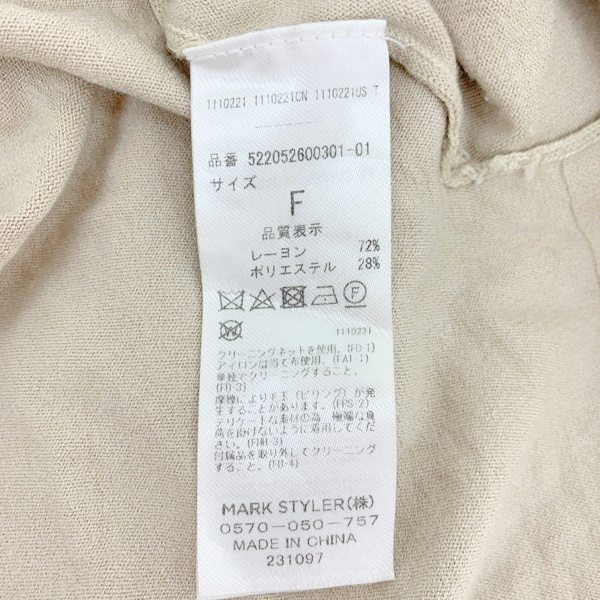 1110221 1110221CN 1110221US T
品番 522052600301-01
サイズ
F
品質表示
レーヨン 72%
ポリエステル 28%
F
W
1110221
クリーニングネットを使用。(FD-1)
アイロンは当て布使用。(FAI-1)
単独でクリーニングすること。
(FD-3)
摩擦により毛玉(ピリング)が発
生することがあります。(FPS-2)
デリケートな素材の為、極端な負
荷を掛けないように着用してくだ
さい。(FWH-3)
付属品を取り外してクリーニング
すること。(FD-4)
MARK STYLER(株)
0570-050-757
MADE IN CHINA
231097